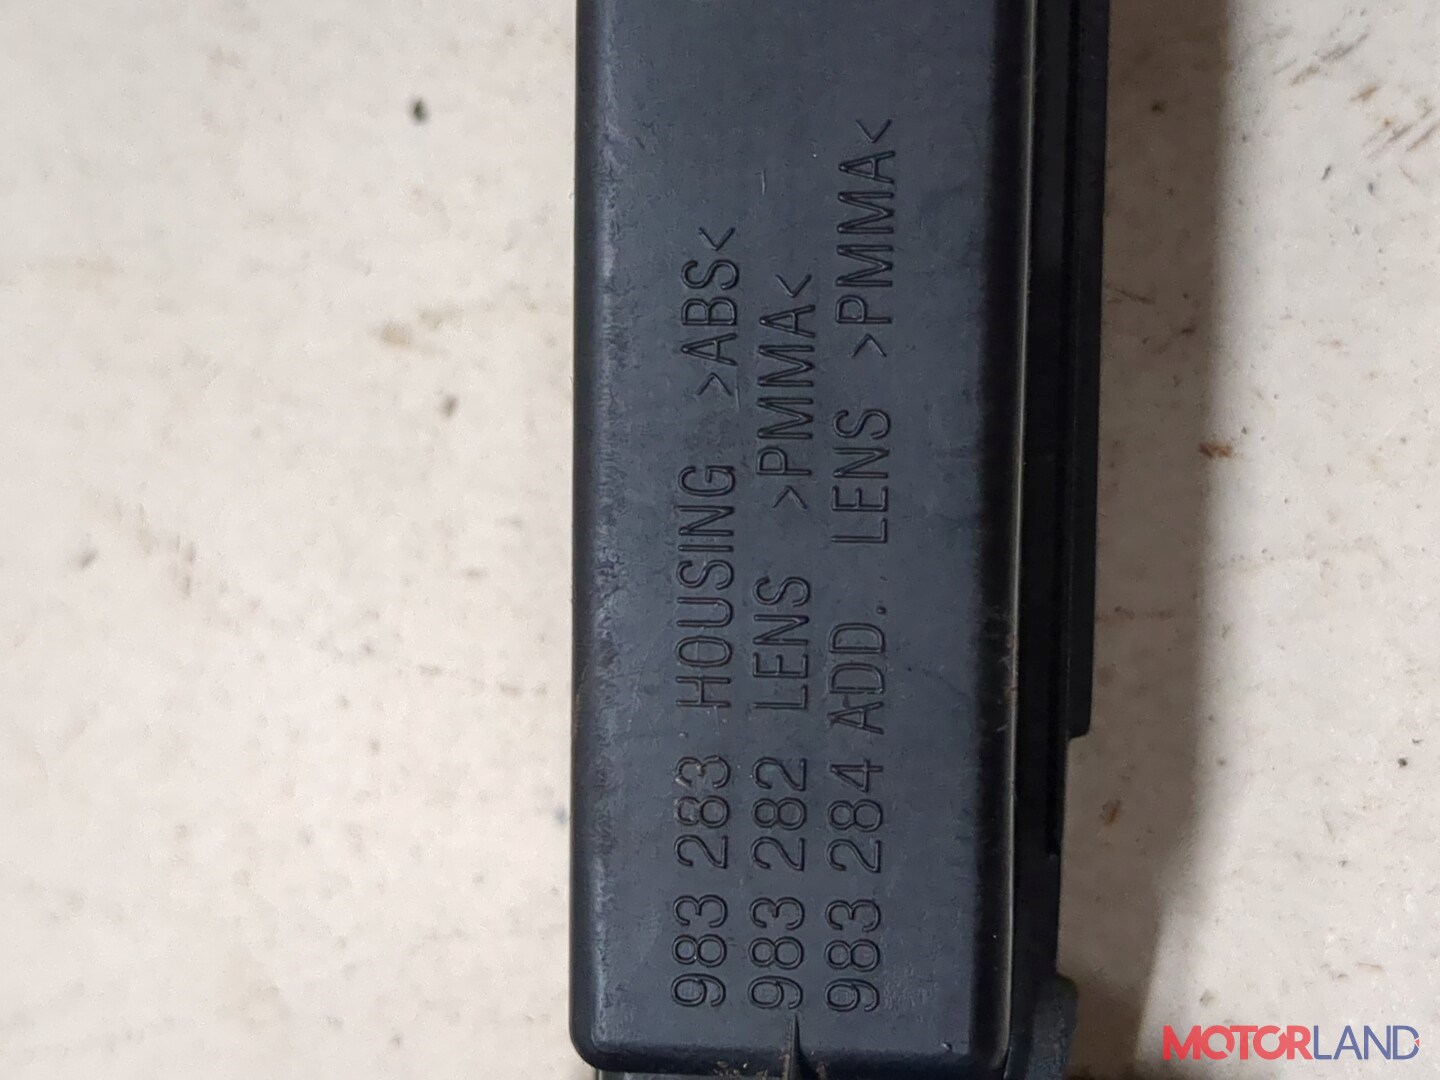 983 283 HOUSING >ABS<
983 282 LENS >PMMA<
983 284 ADD. LENS >PMMA<
MOTORLAND